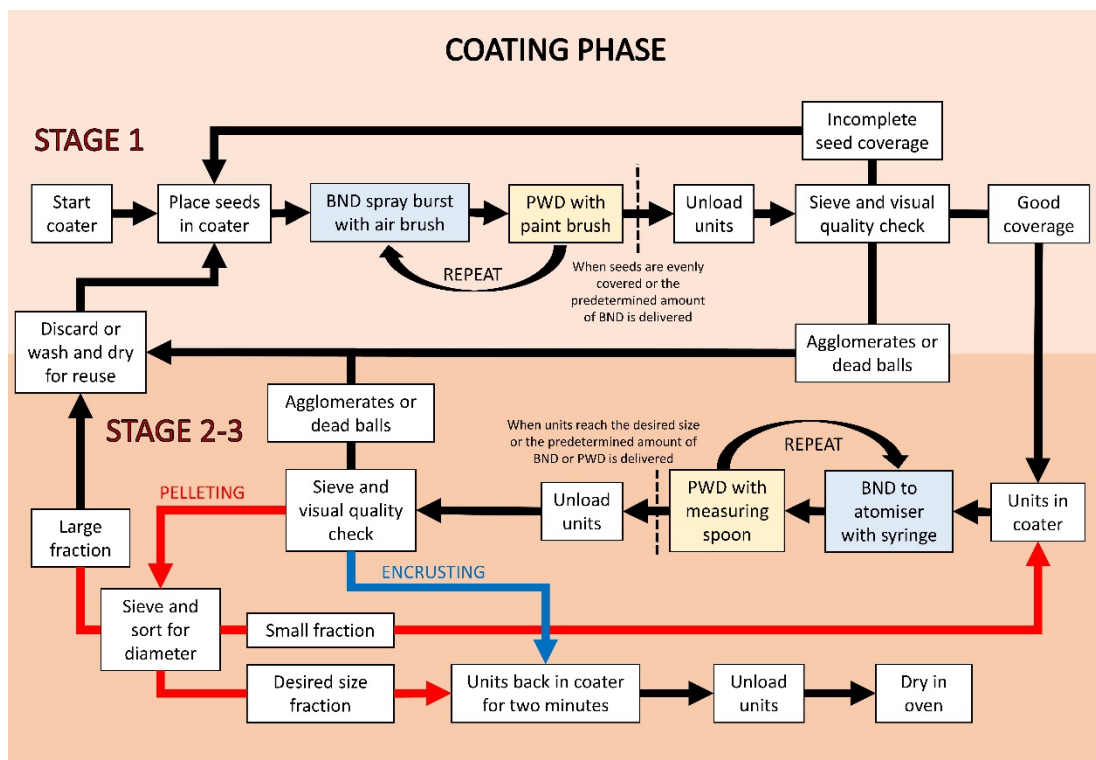 COATING PHASE
STAGE 1
Incomplete
seed coverage
Start
coater
Place seeds
in coater
BND spray burst
with air brush
PWD with
paint brush
Unload
units
Sieve and visual
quality check
Good
coverage
REPEAT
When seeds are evenly
covered or the
predetermined amount
of BND is delivered
Discard or
wash and dry
for reuse
Agglomerates or
dead balls
STAGE 2-3
Agglomerates or
dead balls
When units reach the desired size
or the predetermined amount of
BND or PWD is delivered
REPEAT
PELLETING
Sieve and
visual quality
check
Unload
units
PWD with
measuring
spoon
BND to
atomiser
with syringe
Units in
coater
Large
fraction
ENCRUSTING
Sieve and
sort for
diameter
Small fraction
Desired size
fraction
Units back in coater
for two minutes
Unload
units
Dry in
oven